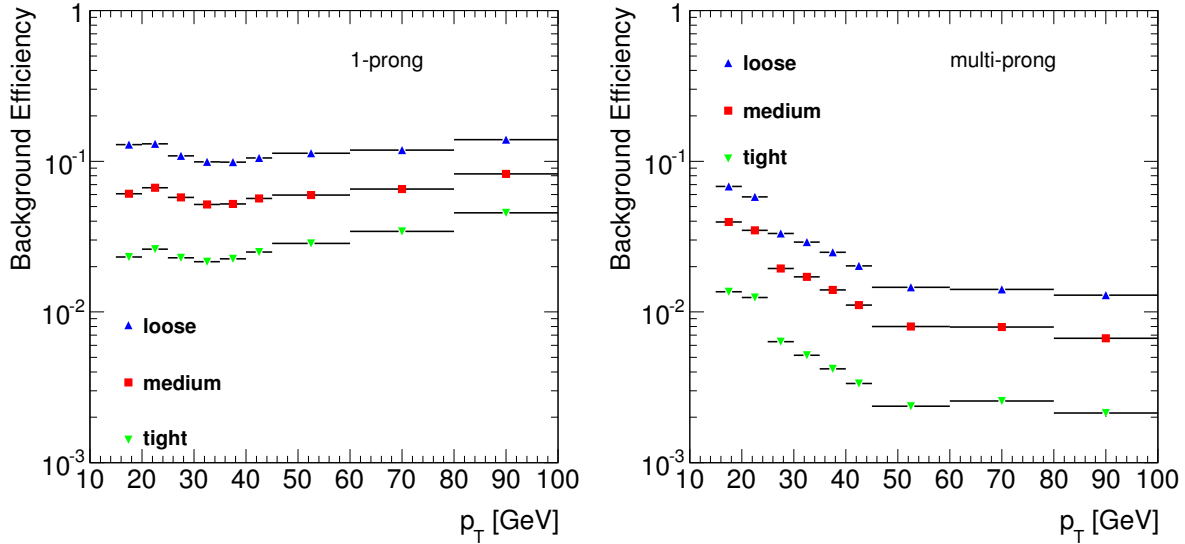 Background Efficiency
1
10^-1
10^-2
10^-3
1-prong
loose
medium
tight
10 20 30 40 50 60 70 80 90 100
p_T [GeV]
Background Efficiency
1
10^-1
10^-2
10^-3
multi-prong
loose
medium
tight
10 20 30 40 50 60 70 80 90 100
p_T [GeV]